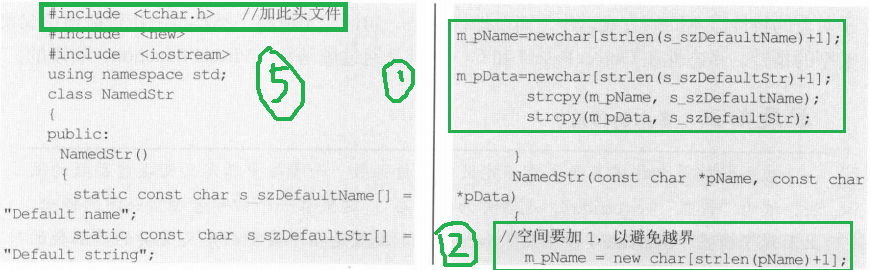 #include <tchar.h> //加此头文件
#include <new>
#include <iostream>
using namespace std;
class NamedStr
{
public:
NamedStr()
{
static const char s_szDefaultName[] =
"Default name";
static const char s_szDefaultStr[] =
"Default string";
5
1
m_pName=newchar[strlen(s_szDefaultName)+1];
m_pData=newchar[strlen(s_szDefaultStr)+1];
strcpy(m_pName, s_szDefaultName);
strcpy(m_pData, s_szDefaultStr);
}
NamedStr(const char *pName, const char
*pData)
{
2
//空间要加1，以避免越界
m_pName = new char[strlen(pName)+1];